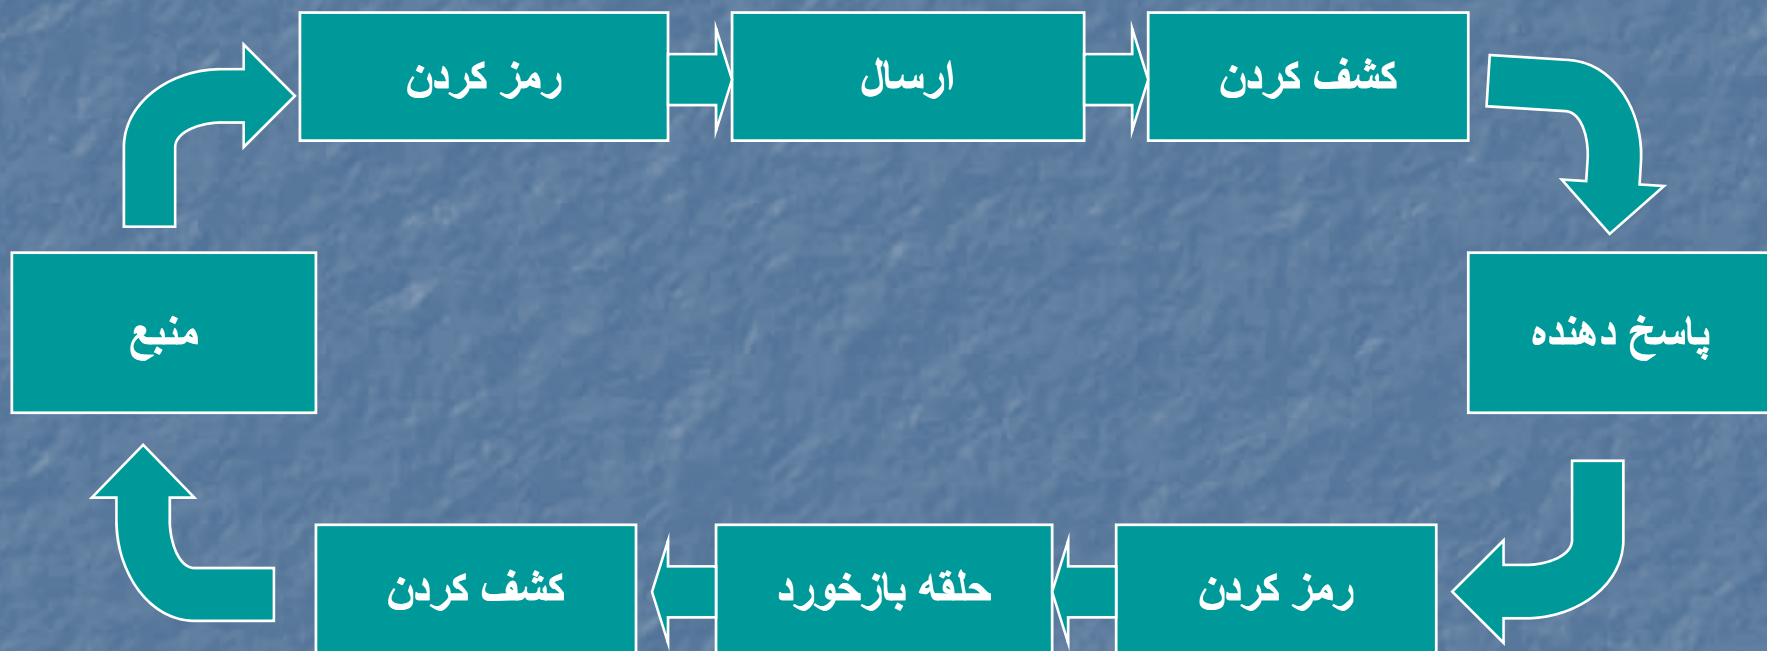 رمز کردن
ارسال
کشف کردن
منبع
پاسخ دهنده
کشف کردن
حلقه بازخورد
رمز کردن